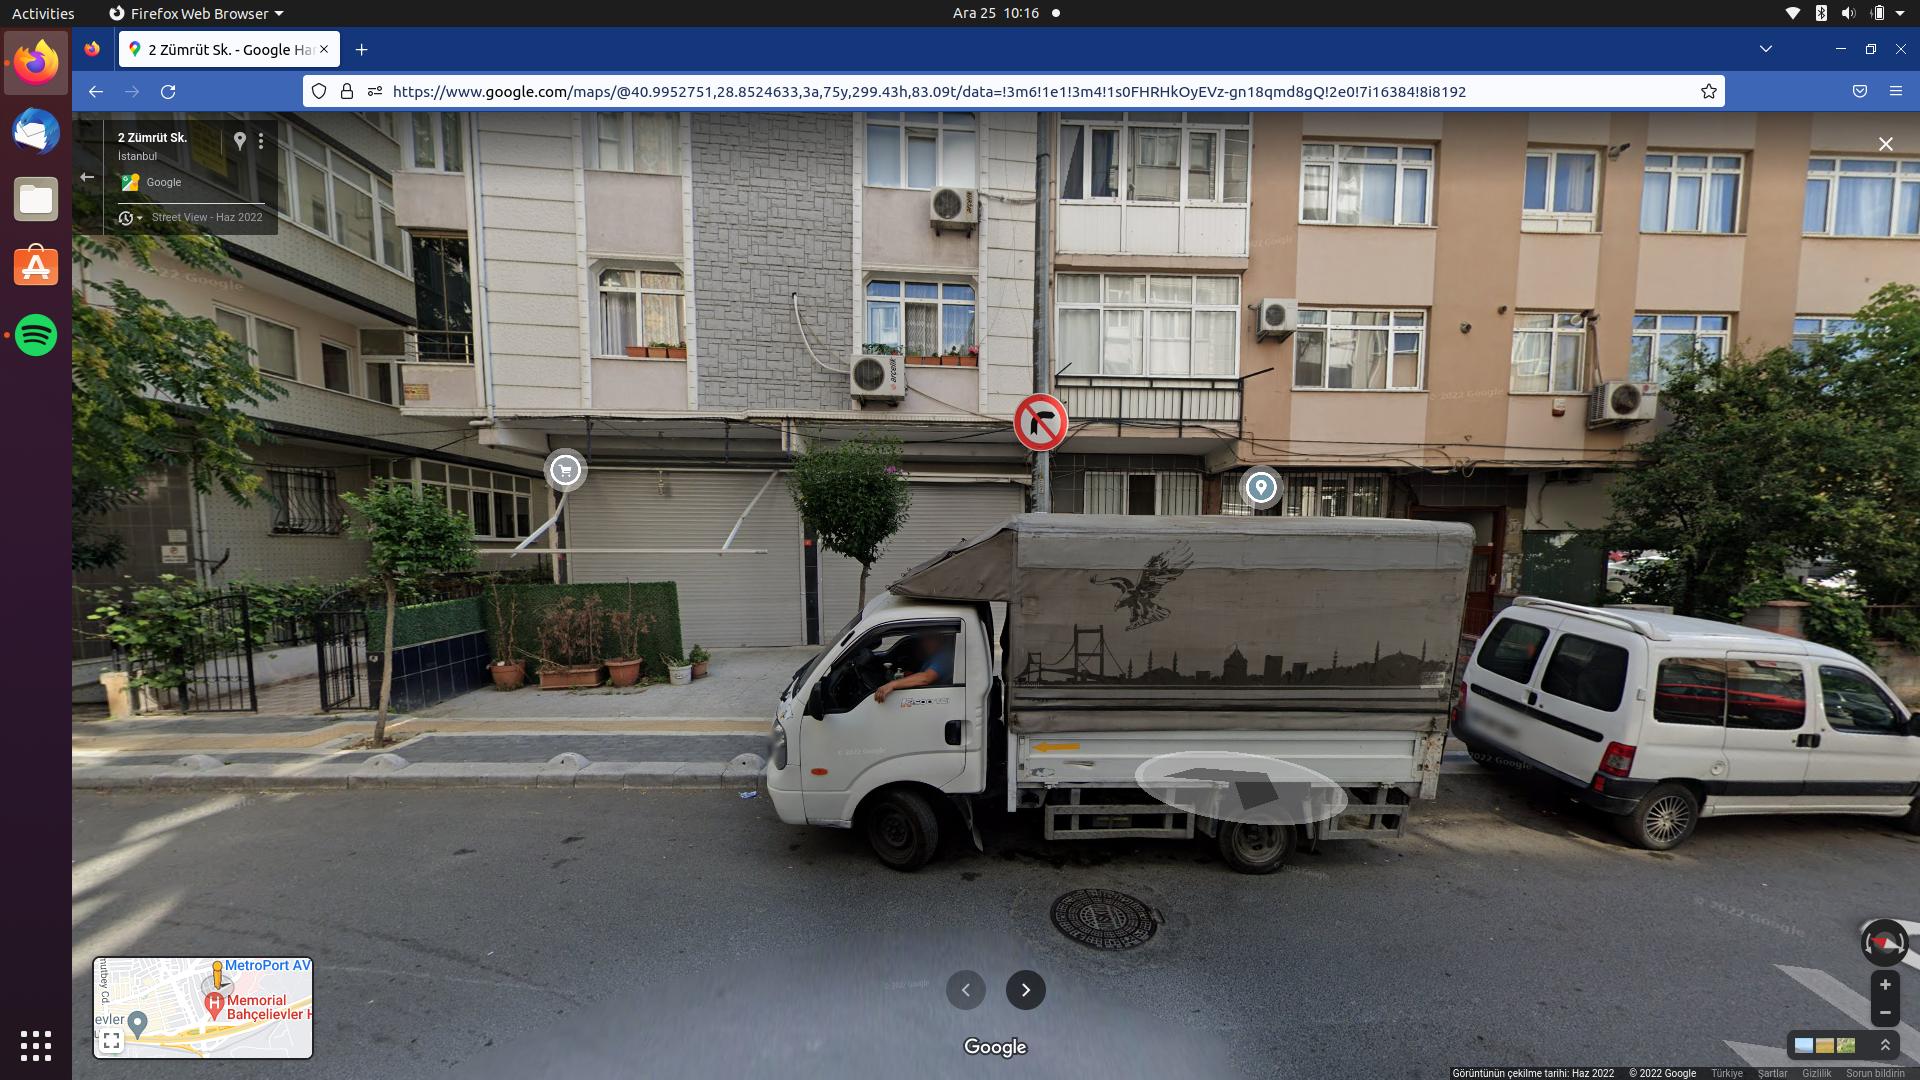 Activities
Firefox Web Browser
Ara 25 10:16
2 Zümrüt Sk. - Google Har
https://www.google.com/maps/@40.9952751,28.8524633,3a,75y,299.43h,83.09t/data=!3m6!1e1!3m4!1s0FHRHkOyEVz-gn18qmd8gQ!2e0!7i16384!8i8192
2 Zümrüt Sk.
İstanbul
Google
Street View - Haz 2022
MetroPort AV
Memorial
Bahçelievler H
evler
Google
Görüntünün çekilme tarihi: Haz 2022 © 2022 Google Türkiye Şartlar Gizlilik Sorun bildirin